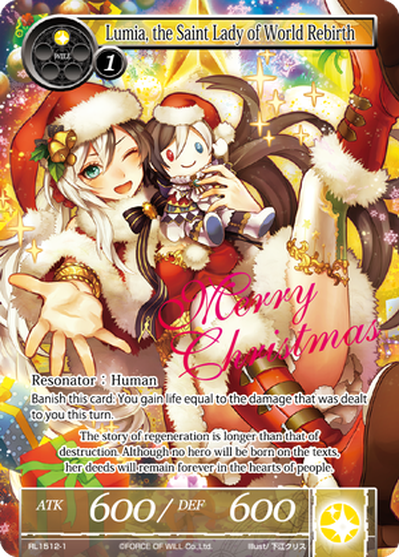 Lumia, the Saint Lady of World Rebirth
WILL
1
Merry
Christmas
Resonator : Human
Banish this card: You gain life equal to the damage that was dealt
to you this turn.
The story of regeneration is longer than that of
destruction. Although no hero will be born on the texts,
her deeds will remain forever in the hearts of people.
ATK 600 / DEF 600
RL1512-1 ©FORCE OF WILL Co.,Ltd. Illust/ 下江クリス